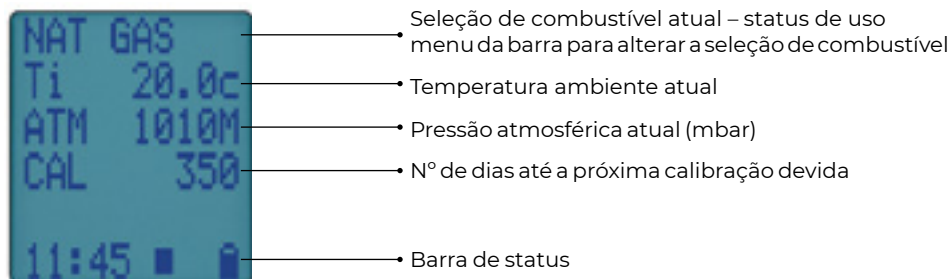 NAT GAS
Seleção de combustível atual – status de uso
menu da barra para alterar a seleção de combustível
Ti 20.0c
Temperatura ambiente atual
ATM 1010M
Pressão atmosférica atual (mbar)
CAL 350
Nº de dias até a próxima calibração devida
11:45
Barra de status